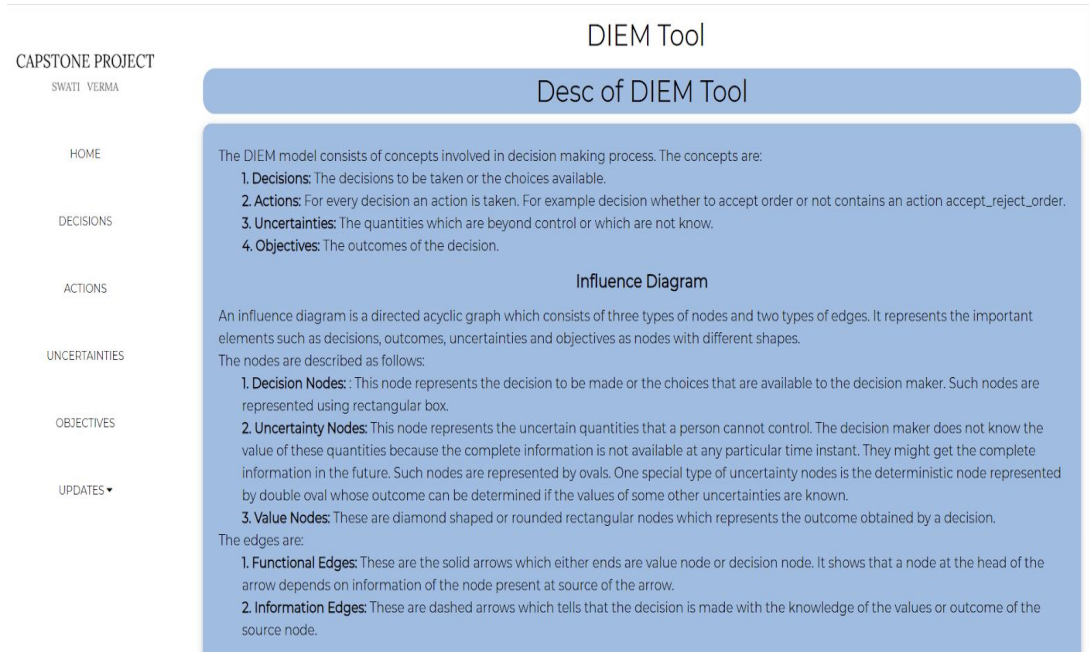 CAPSTONE PROJECT
SWATI VERMA
HOME
DECISIONS
ACTIONS
UNCERTAINTIES
OBJECTIVES
UPDATES
DIEM Tool
Desc of DIEM Tool
The DIEM model consists of concepts involved in decision making process. The concepts are:
1. Decisions: The decisions to be taken or the choices available.
2. Actions: For every decision an action is taken. For example decision whether to accept order or not contains an action accept_reject_order.
3. Uncertainties: The quantities which are beyond control or which are not know.
4. Objectives: The outcomes of the decision.
Influence Diagram
An influence diagram is a directed acyclic graph which consists of three types of nodes and two types of edges. It represents the important
elements such as decisions, outcomes, uncertainties and objectives as nodes with different shapes.
The nodes are described as follows:
1. Decision Nodes: : This node represents the decision to be made or the choices that are available to the decision maker. Such nodes are
represented using rectangular box.
2. Uncertainty Nodes: This node represents the uncertain quantities that a person cannot control. The decision maker does not know the
value of these quantities because the complete information is not available at any particular time instant. They might get the complete
information in the future. Such nodes are represented by ovals. One special type of uncertainty nodes is the deterministic node represented
by double oval whose outcome can be determined if the values of some other uncertainties are known.
3. Value Nodes: These are diamond shaped or rounded rectangular nodes which represents the outcome obtained by a decision.
The edges are:
1. Functional Edges: These are the solid arrows which either ends are value node or decision node. It shows that a node at the head of the
arrow depends on information of the node present at source of the arrow.
2. Information Edges: These are dashed arrows which tells that the decision is made with the knowledge of the values or outcome of the
source node.